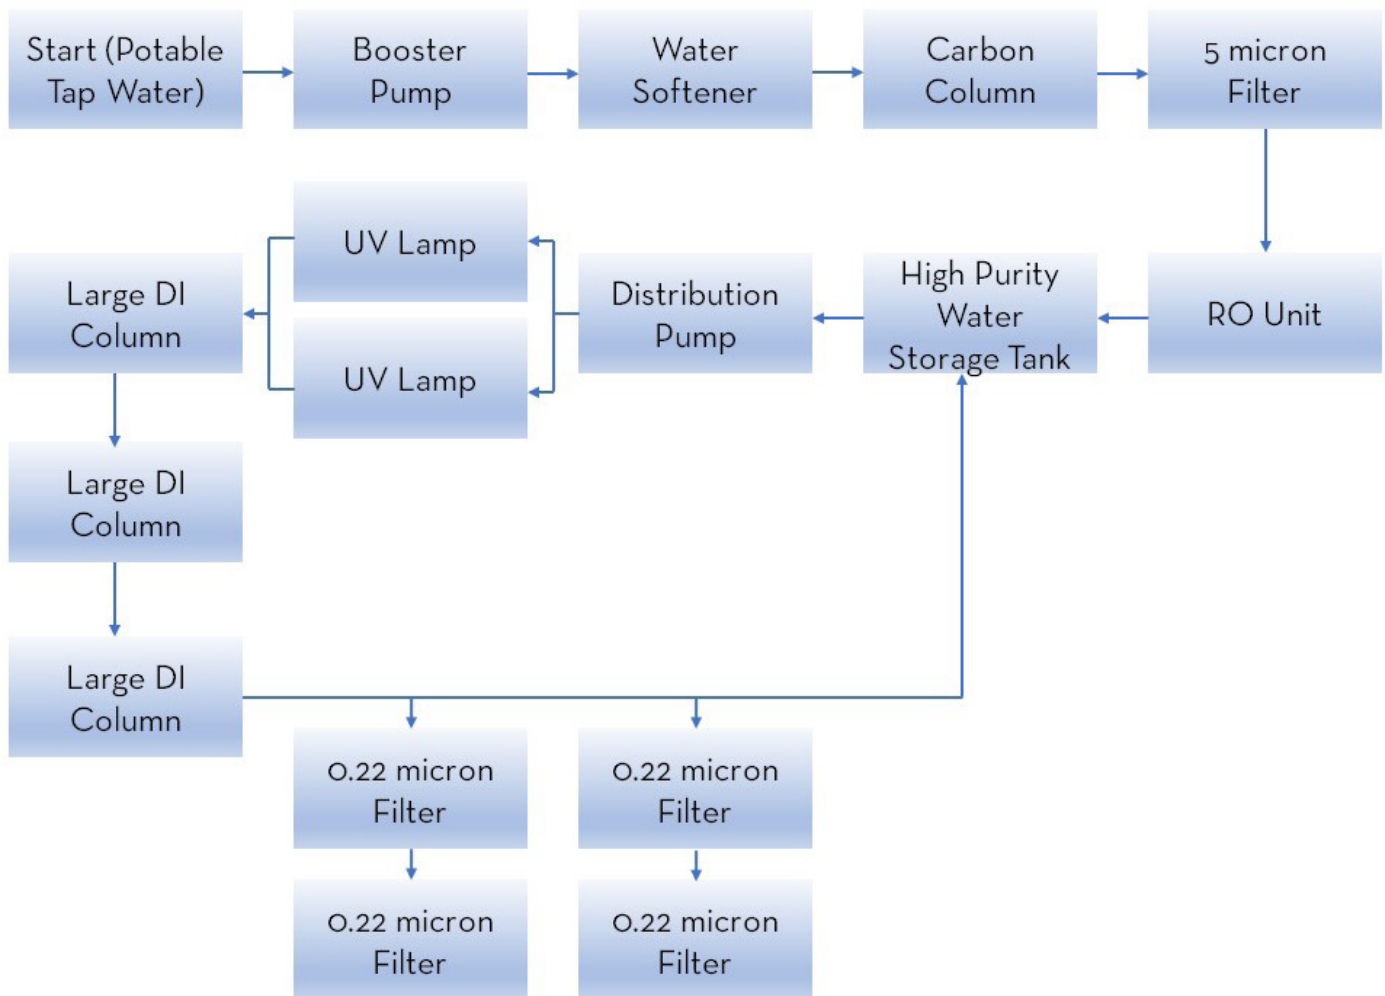 Start (Potable
Tap Water)
Booster
Pump
Water
Softener
Carbon
Column
5 micron
Filter
UV Lamp
UV Lamp
Large DI
Column
Distribution
Pump
High Purity
Water
Storage Tank
RO Unit
Large DI
Column
Large DI
Column
0.22 micron
Filter
0.22 micron
Filter
0.22 micron
Filter
0.22 micron
Filter